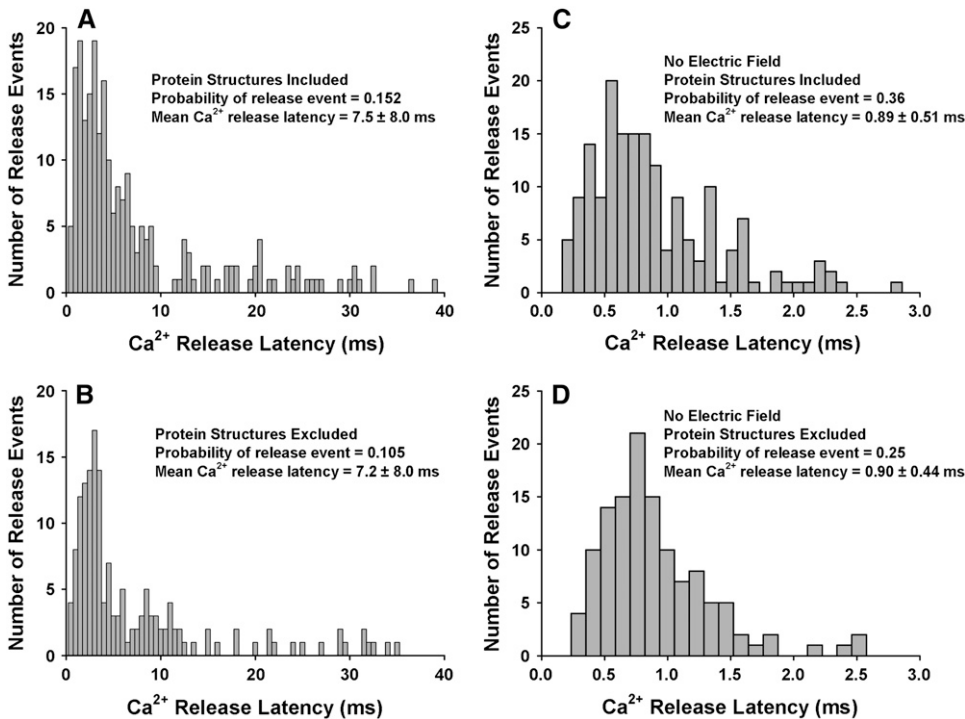 A
Number of Release Events
20
15
10
5
0
Protein Structures Included
Probability of release event = 0.152
Mean Ca²⁺ release latency = 7.5 ± 8.0 ms
0 10 20 30 40
Ca²⁺ Release Latency (ms)
C
Number of Release Events
25
20
15
10
5
0
No Electric Field
Protein Structures Included
Probability of release event = 0.36
Mean Ca²⁺ release latency = 0.89 ± 0.51 ms
0.0 0.5 1.0 1.5 2.0 2.5 3.0
Ca²⁺ Release Latency (ms)
B
Number of Release Events
20
15
10
5
0
Protein Structures Excluded
Probability of release event = 0.105
Mean Ca²⁺ release latency = 7.2 ± 8.0 ms
0 10 20 30 40
Ca²⁺ Release Latency (ms)
D
Number of Release Events
25
20
15
10
5
0
No Electric Field
Protein Structures Excluded
Probability of release event = 0.25
Mean Ca²⁺ release latency = 0.90 ± 0.44 ms
0.0 0.5 1.0 1.5 2.0 2.5 3.0
Ca²⁺ Release Latency (ms)